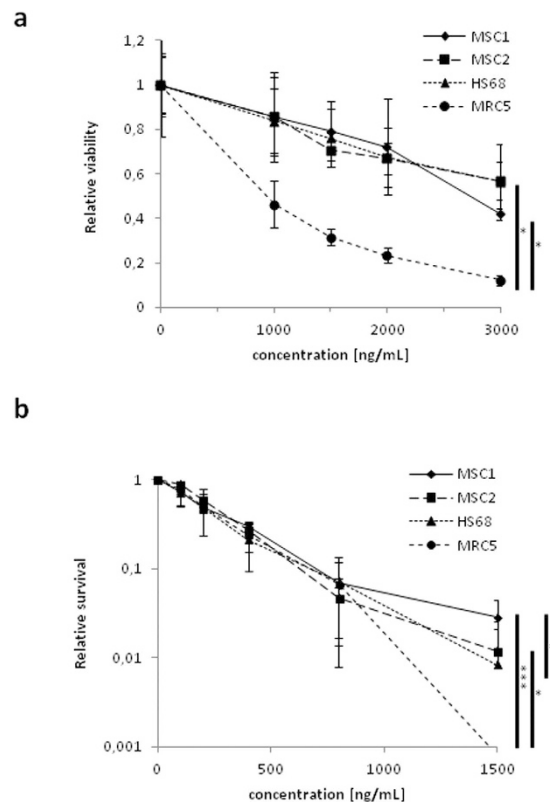 a
1,2
1
0,8
0,6
0,4
0,2
0
Relative viability
0
1000
2000
3000
concentration [ng/mL]
MSC1
MSC2
HS68
MRC5
*
*
b
1
0,1
0,01
0,001
Relative survival
0
500
1000
1500
concentration [ng/mL]
MSC1
MSC2
HS68
MRC5
***
*